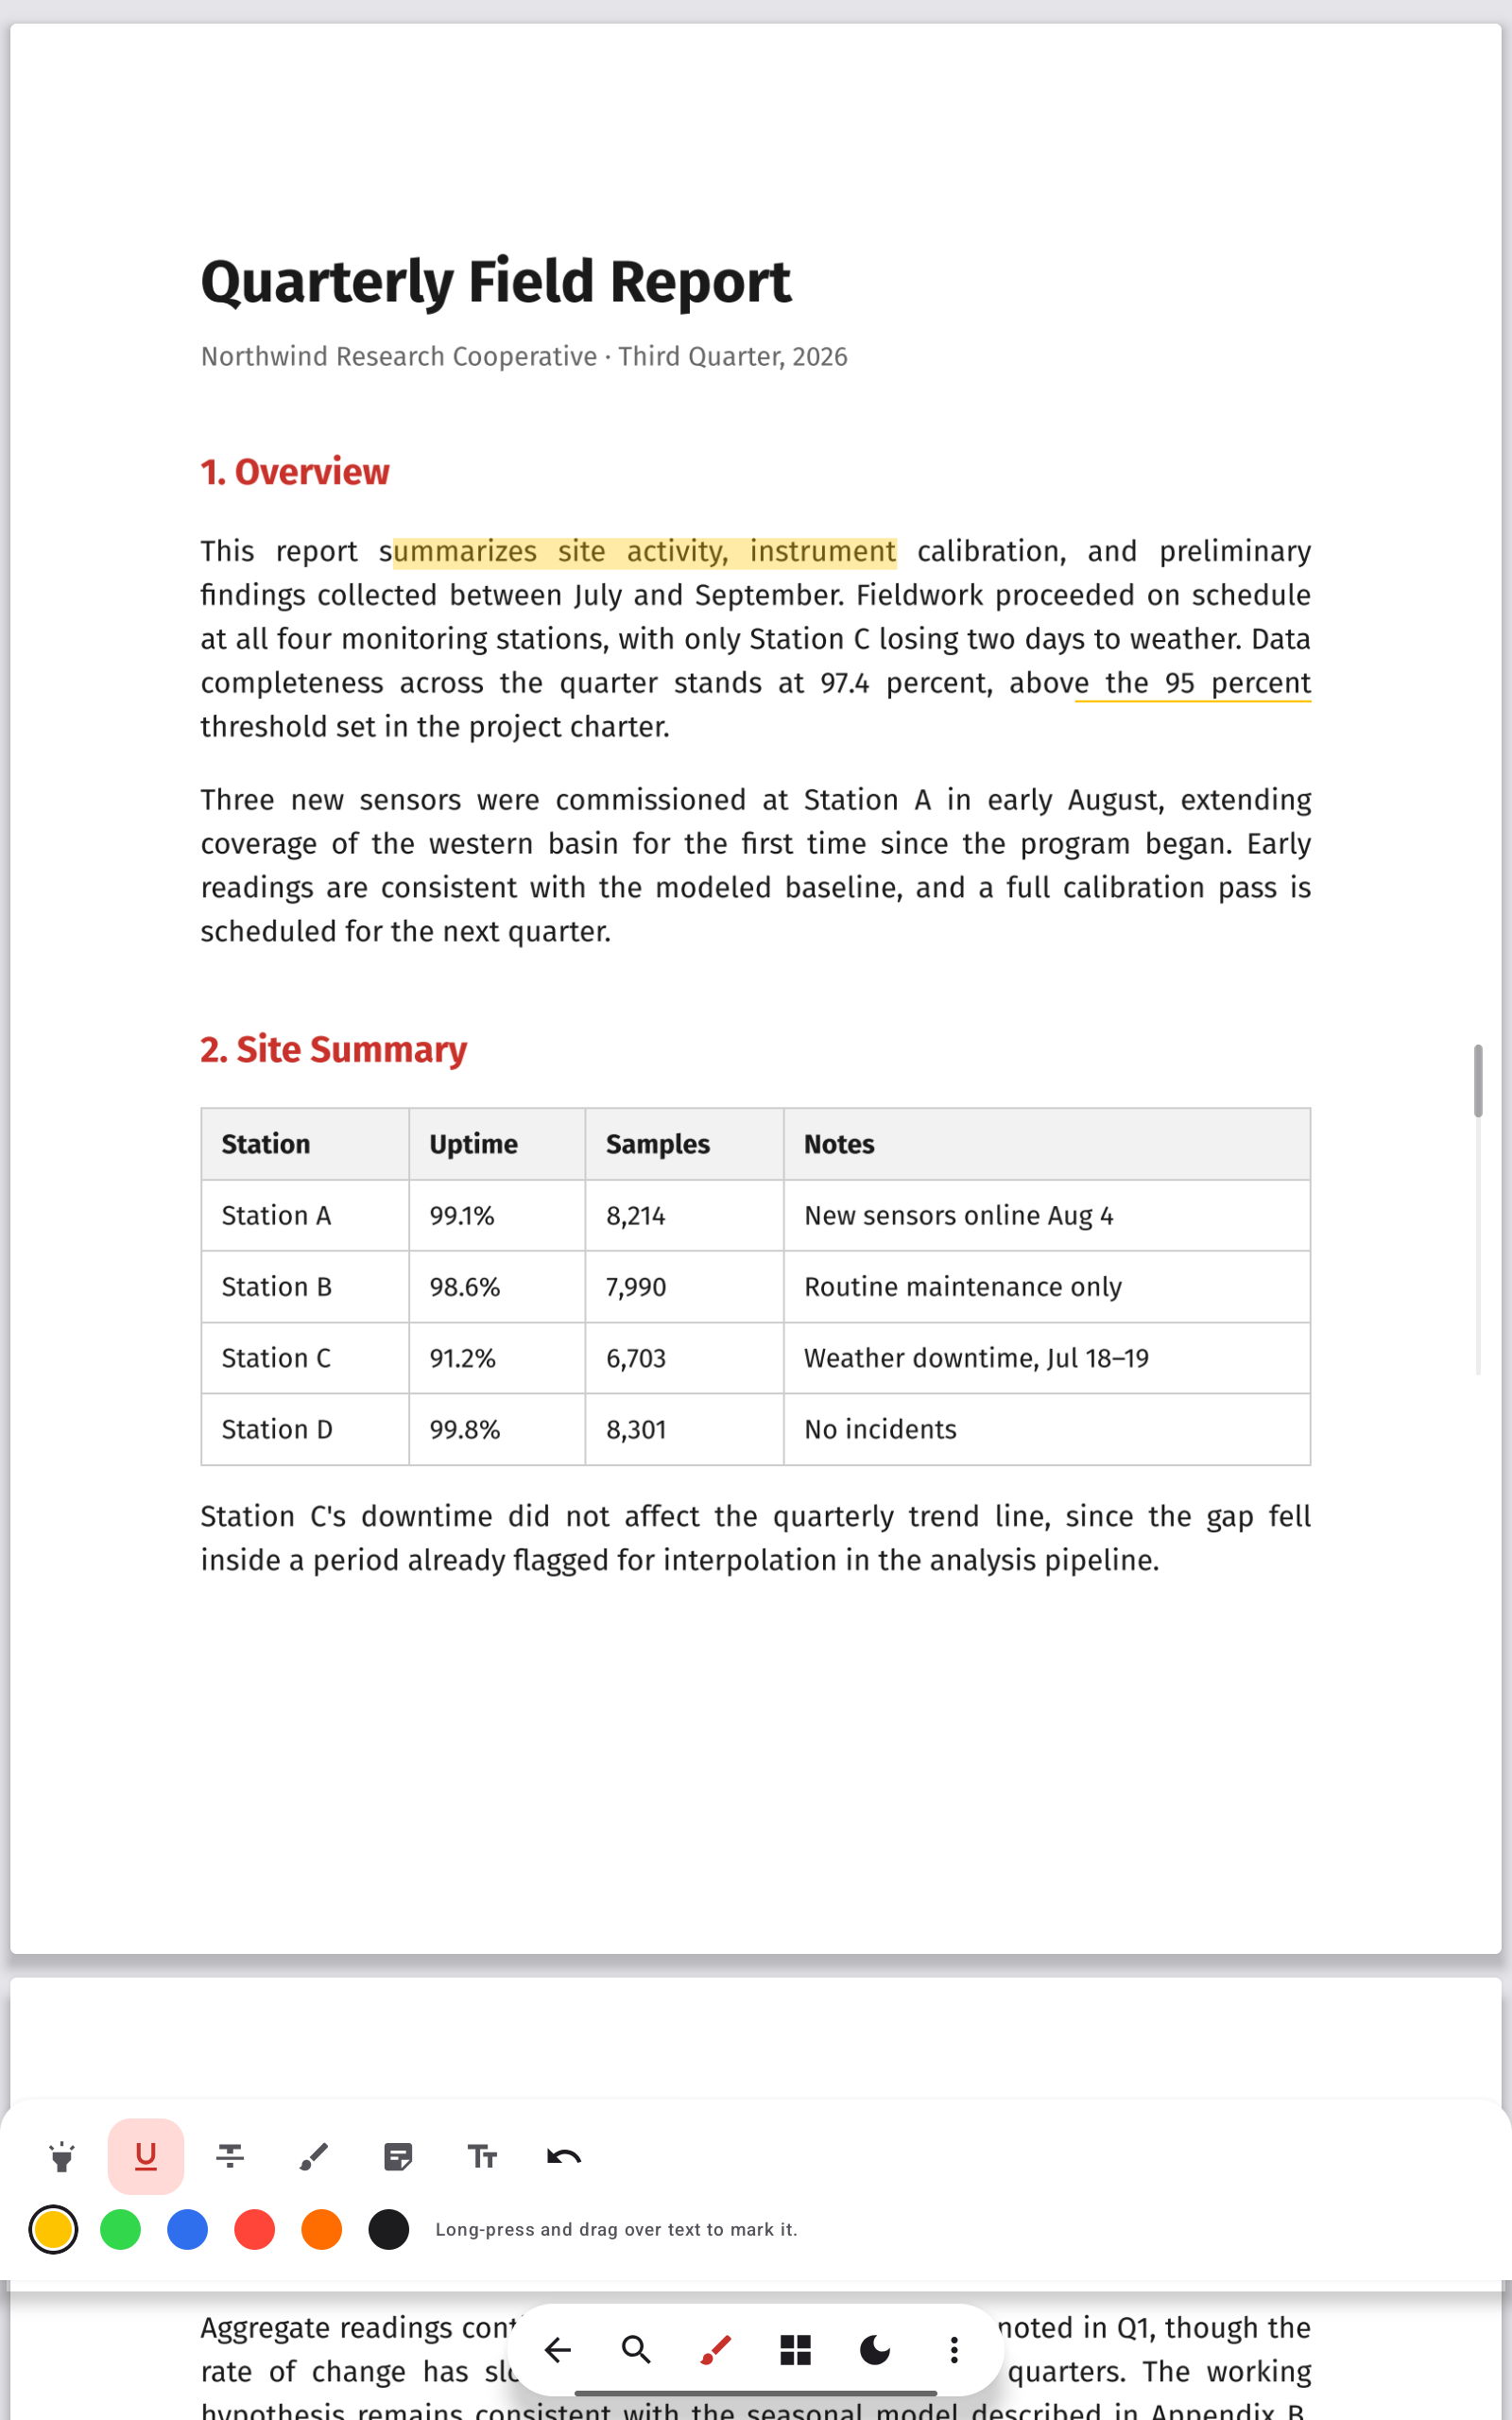 Quarterly Field Report
Northwind Research Cooperative · Third Quarter, 2026
1. Overview
This report summarizes site activity, instrument calibration, and preliminary
findings collected between July and September. Fieldwork proceeded on schedule
at all four monitoring stations, with only Station C losing two days to weather. Data
completeness across the quarter stands at 97.4 percent, above the 95 percent
threshold set in the project charter.
Three new sensors were commissioned at Station A in early August, extending
coverage of the western basin for the first time since the program began. Early
readings are consistent with the modeled baseline, and a full calibration pass is
scheduled for the next quarter.
2. Site Summary
Station Uptime Samples Notes
Station A 99.1% 8,214 New sensors online Aug 4
Station B 98.6% 7,990 Routine maintenance only
Station C 91.2% 6,703 Weather downtime, Jul 18–19
Station D 99.8% 8,301 No incidents
Station C's downtime did not affect the quarterly trend line, since the gap fell
inside a period already flagged for interpolation in the analysis pipeline.
Long-press and drag over text to mark it.
Aggregate readings noted in Q1, though the
rate of change has quarters. The working
hypothesis remains consistent with the seasonal model described in Appendix B.